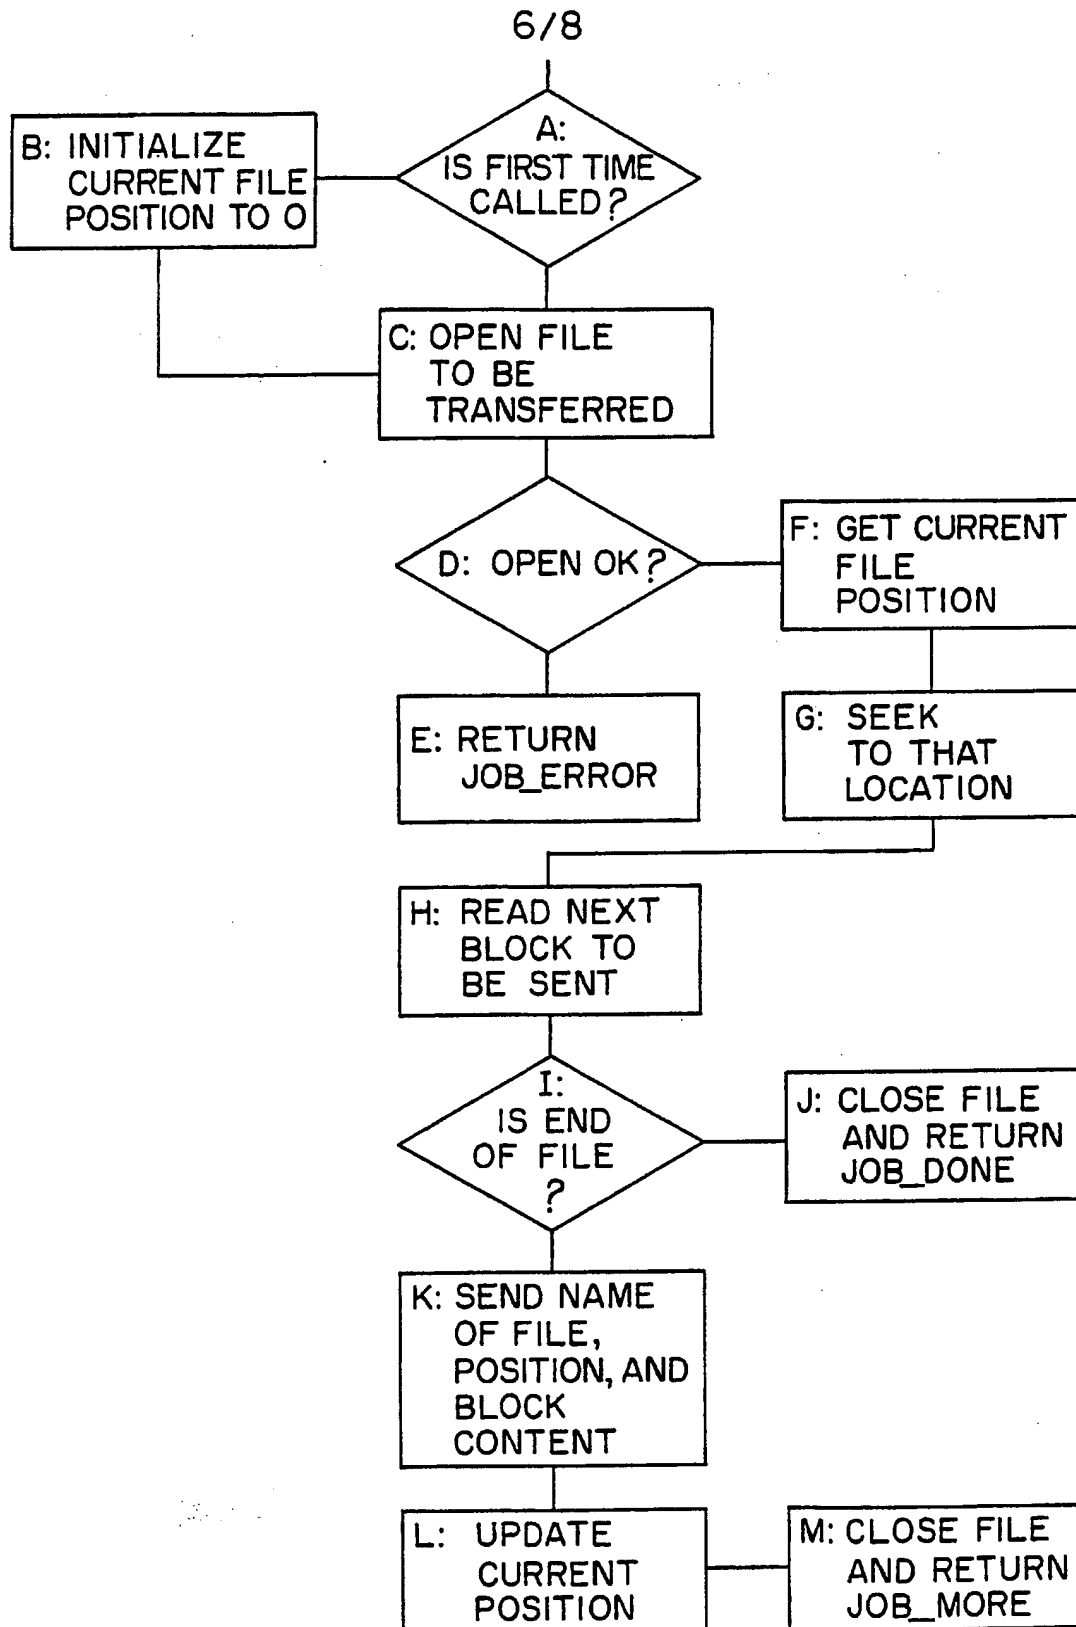 6/8
A:
IS FIRST TIME
CALLED?
B: INITIALIZE
CURRENT FILE
POSITION TO 0
C: OPEN FILE
TO BE
TRANSFERRED
D: OPEN OK?
F: GET CURRENT
FILE
POSITION
E: RETURN
JOB_ERROR
G: SEEK
TO THAT
LOCATION
H: READ NEXT
BLOCK TO
BE SENT
I:
IS END
OF FILE
?
J: CLOSE FILE
AND RETURN
JOB_DONE
K: SEND NAME
OF FILE,
POSITION, AND
BLOCK
CONTENT
L: UPDATE
CURRENT
POSITION
M: CLOSE FILE
AND RETURN
JOB_MORE